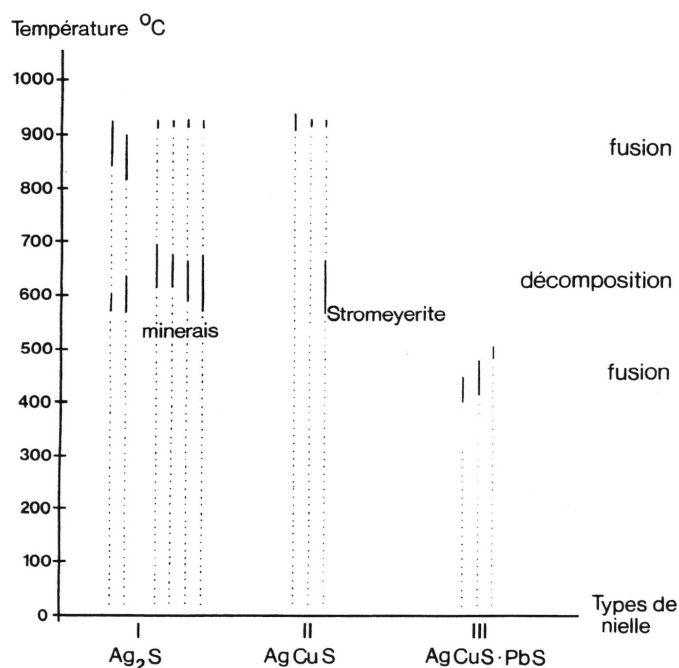 Température °C
1000
900
fusion
800
700
décomposition
600
minerais
Stromeyerite
500
fusion
400
300
200
100
0
Types de
nielle
I
II
III
Ag₂S
AgCuS
AgCuS·PbS